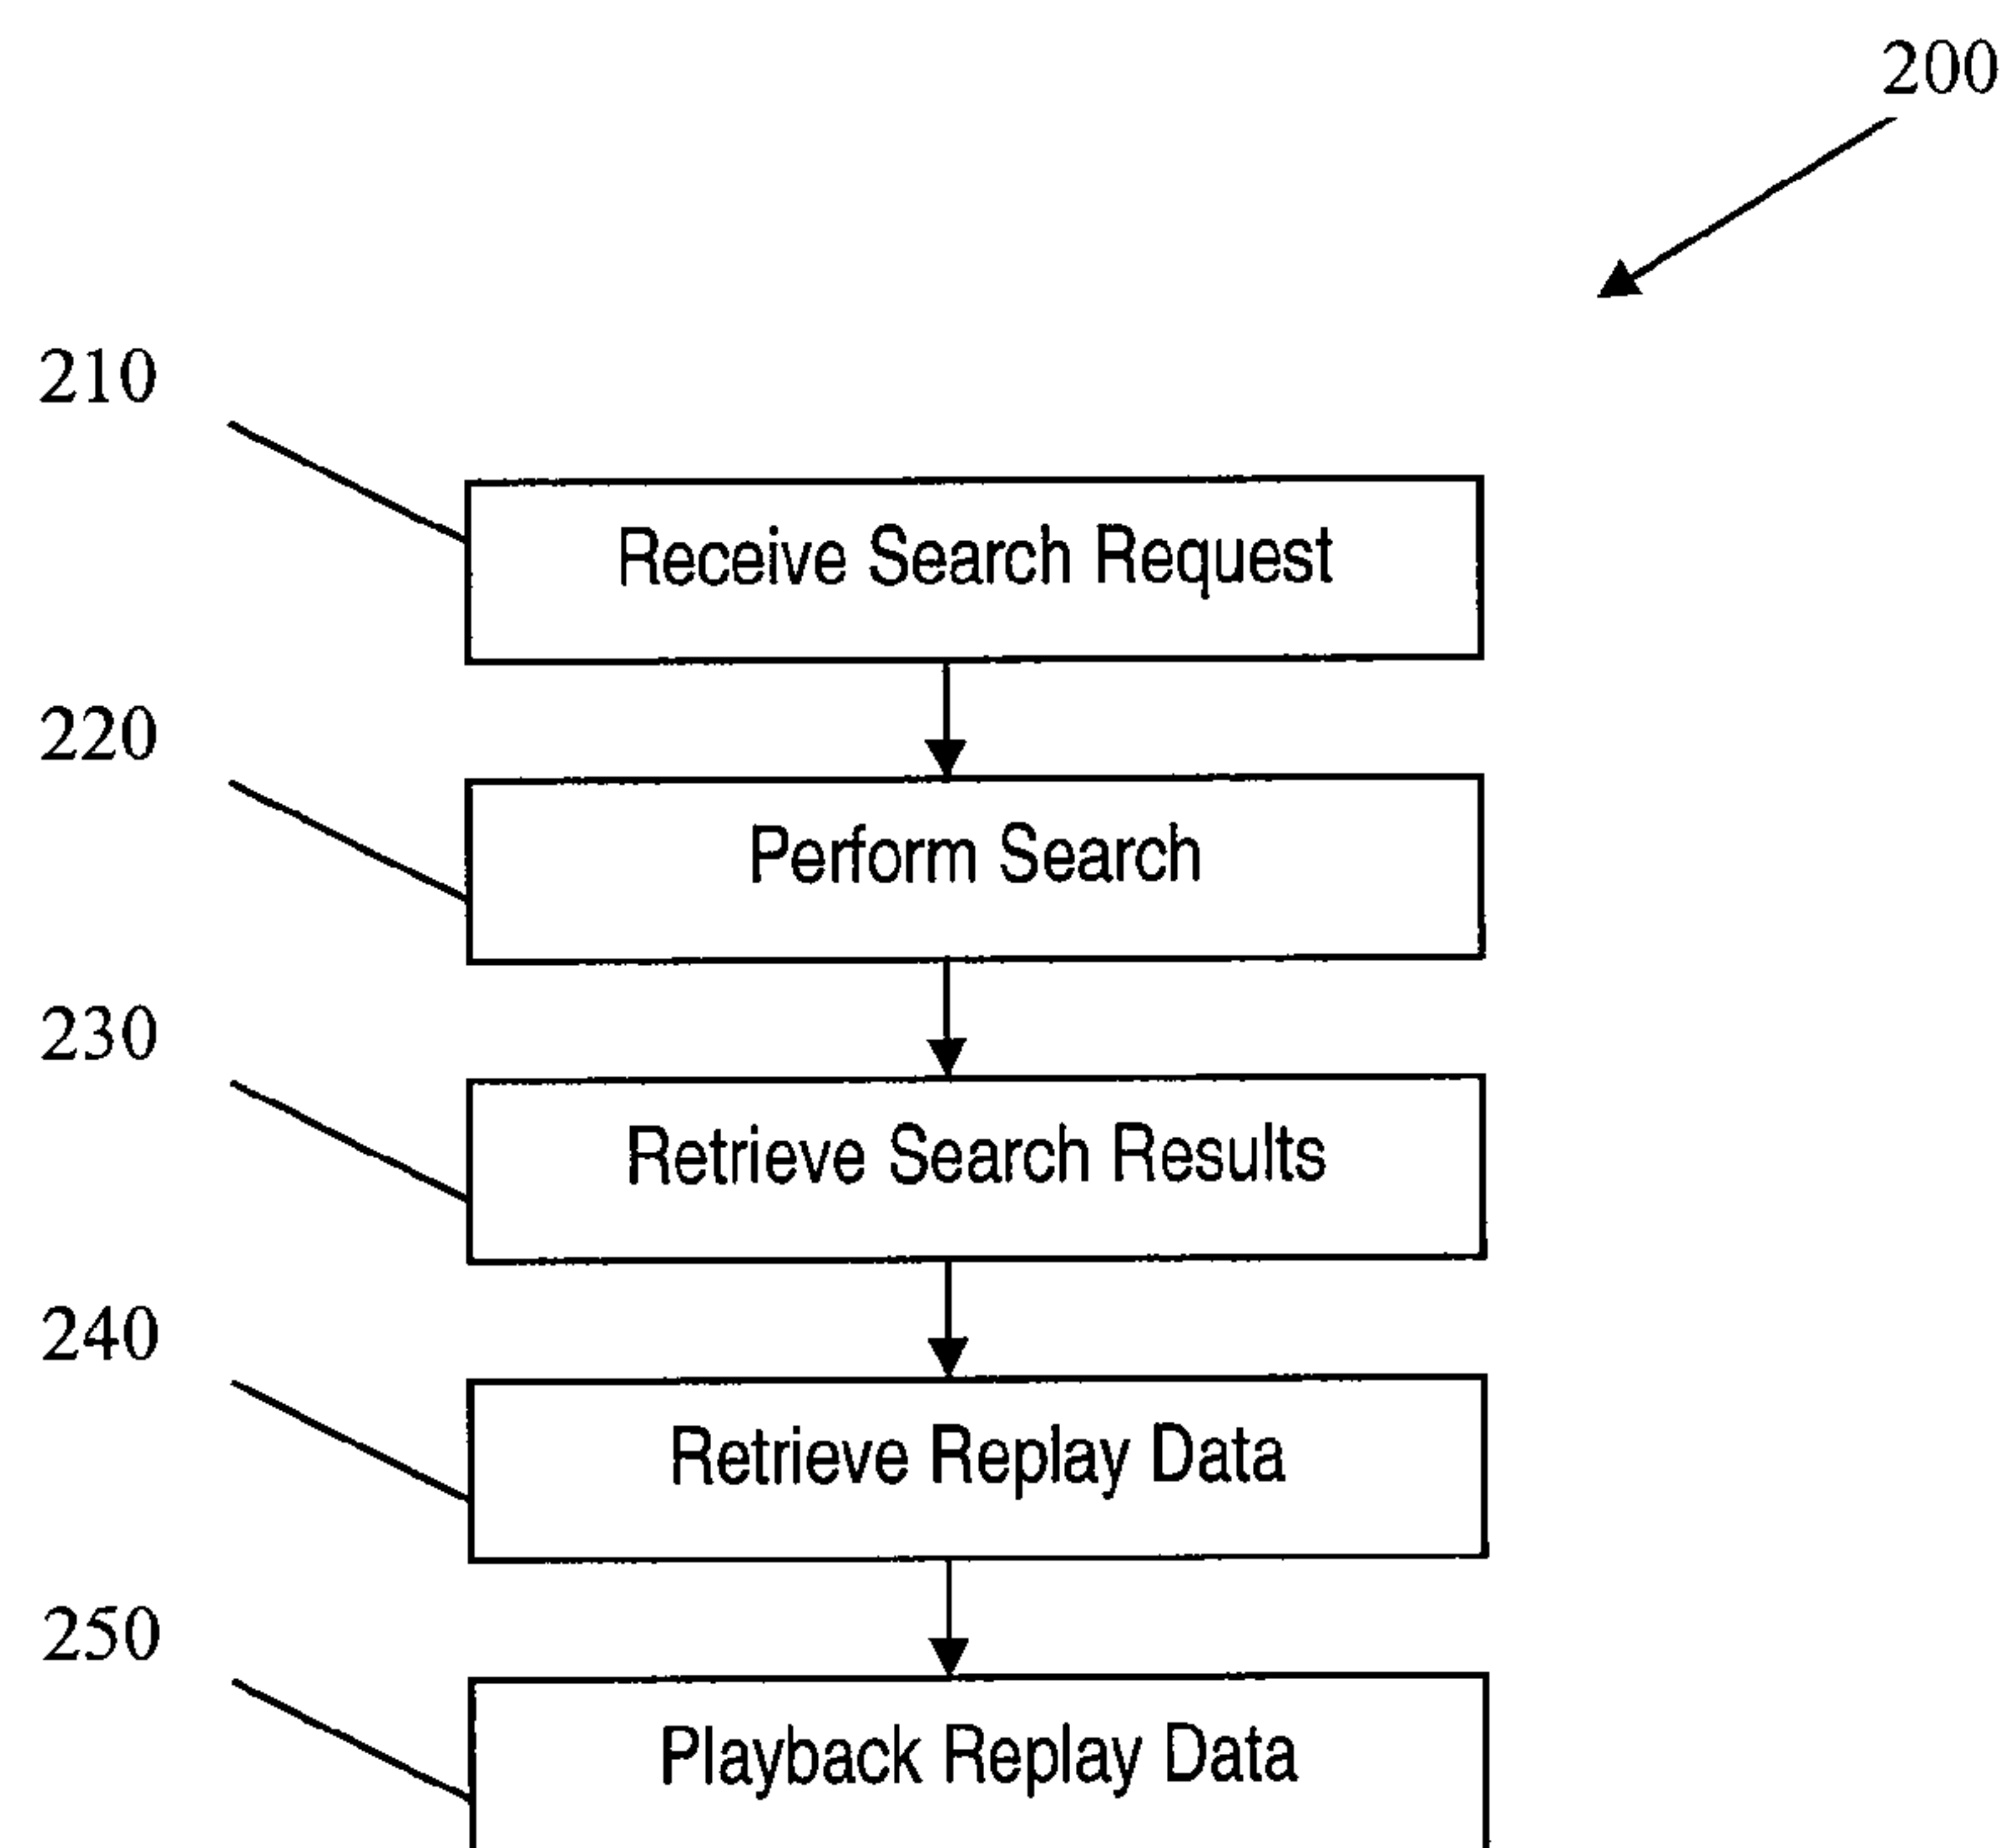 200
210
Receive Search Request
220
Perform Search
230
Retrieve Search Results
240
Retrieve Replay Data
250
Playback Replay Data